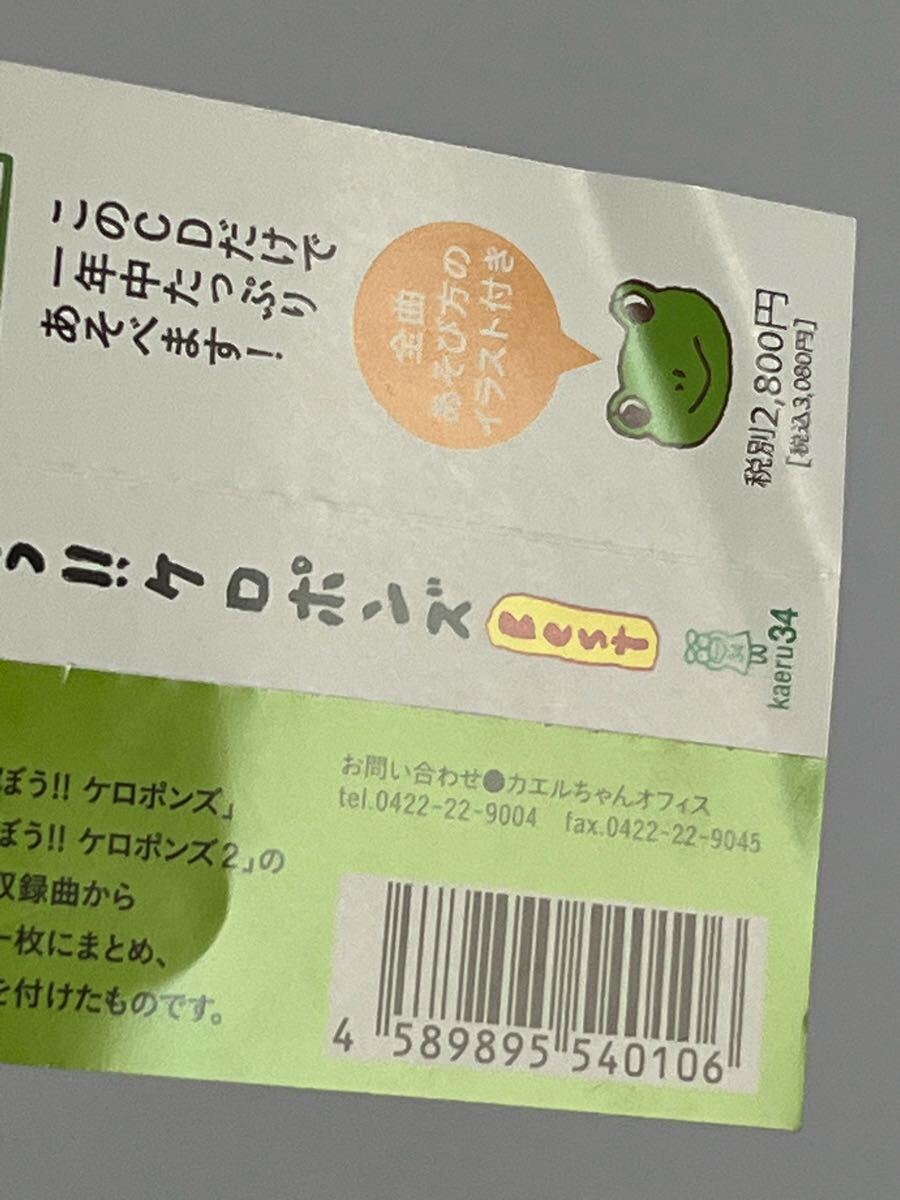 このCDだけで
一年中たっぷり
あそべます！
全曲
あそび方の
イラスト付き
税別2,800円
[税込3,080円]
う!!ケロポンズ
Best
kaeru34
ぼう!! ケロポンズ」
ぼう!! ケロポンズ2」の
収録曲から
一枚にまとめ、
を付けたものです。
お問い合わせ●カエルちゃんオフィス
tel.0422-22-9004 fax.0422-22-9045
4 589895 540106